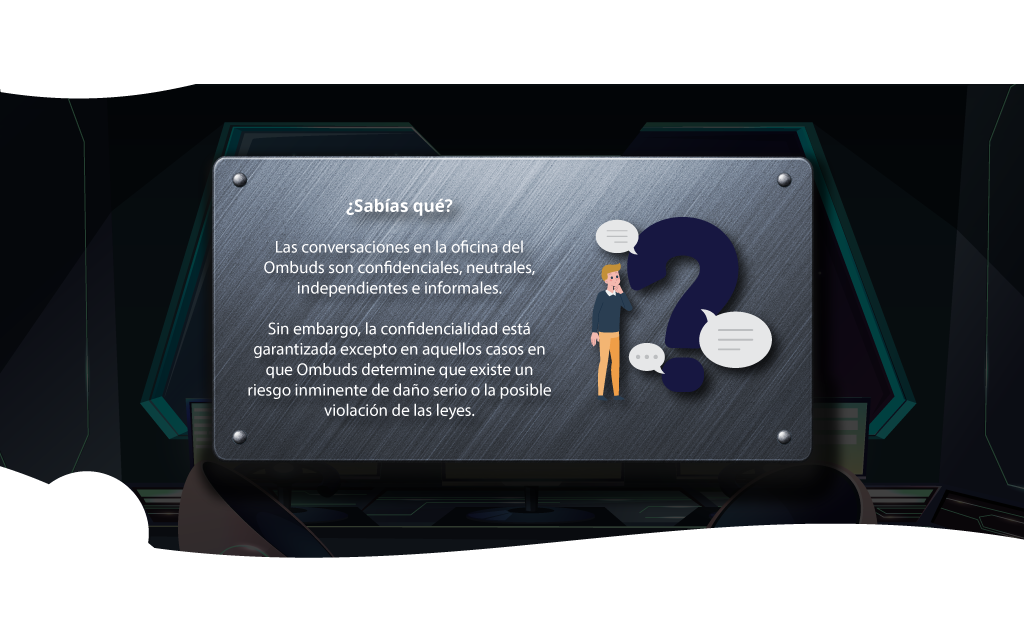 ¿Sabías qué?
Las conversaciones en la oficina del
Ombuds son confidenciales, neutrales,
independientes e informales.
Sin embargo, la confidencialidad está
garantizada excepto en aquellos casos en
que Ombuds determine que existe un
riesgo inminente de daño serio o la posible
violación de las leyes.